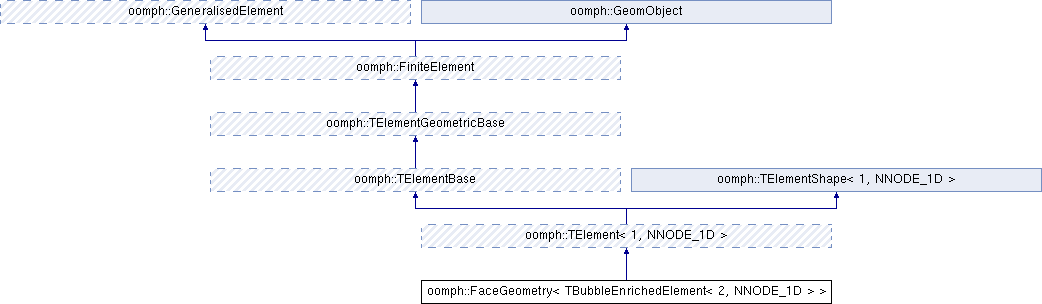 oomph::GeneralisedElement
oomph::GeomObject
oomph::FiniteElement
oomph::TElementGeometricBase
oomph::TElementBase
oomph::TElementShape< 1, NNODE_1D >
oomph::TElement< 1, NNODE_1D >
oomph::FaceGeometry< TBubbleEnrichedElement< 2, NNODE_1D > >